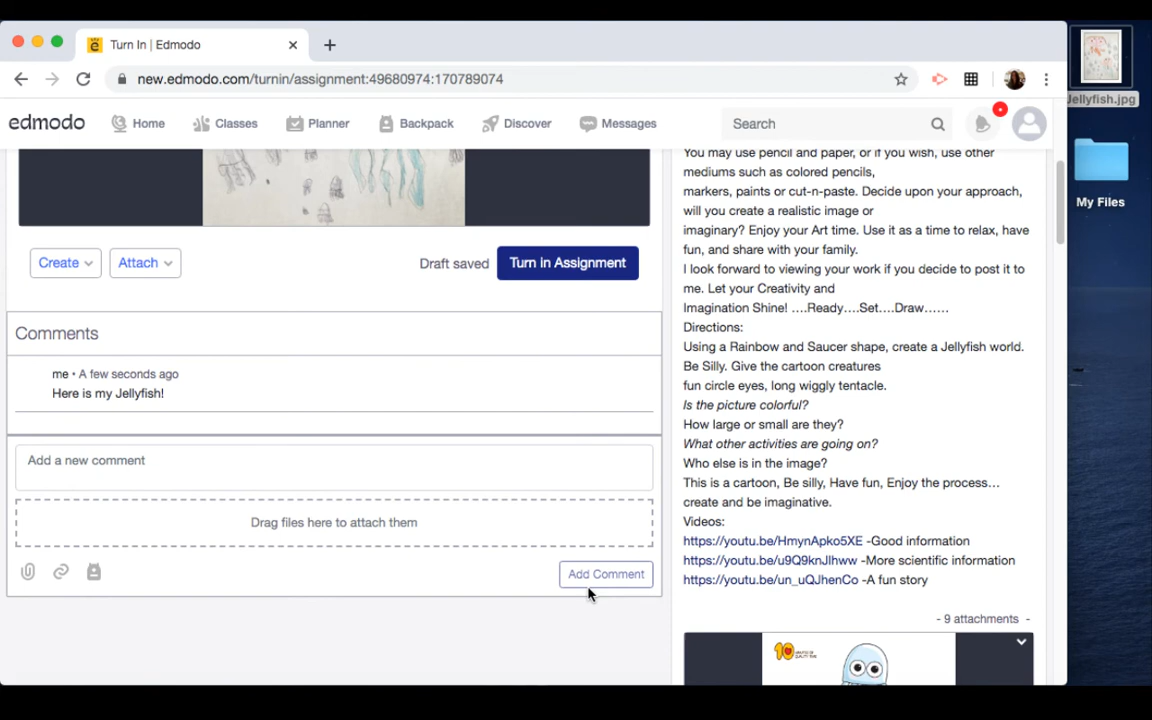 Turn In | Edmodo
new.edmodo.com/turnin/assignment:49680974:170789074
Jellyfish.jpg
edmodo
Home
Classes
Planner
Backpack
Discover
Messages
Search
My Files
Create
Attach
Draft saved
Turn in Assignment
Comments
me • A few seconds ago
Here is my Jellyfish!
Add a new comment
Drag files here to attach them
Add Comment
You may use pencil and paper, or if you wish, use other
mediums such as colored pencils,
markers, paints or cut-n-paste. Decide upon your approach,
will you create a realistic image or
imaginary? Enjoy your Art time. Use it as a time to relax, have
fun, and share with your family.
I look forward to viewing your work if you decide to post it to
me. Let your Creativity and
Imagination Shine! ….Ready….Set….Draw……
Directions:
Using a Rainbow and Saucer shape, create a Jellyfish world.
Be Silly. Give the cartoon creatures
fun circle eyes, long wiggly tentacle.
Is the picture colorful?
How large or small are they?
What other activities are going on?
Who else is in the image?
This is a cartoon, Be silly, Have fun, Enjoy the process…
create and be imaginative.
Videos:
https://youtu.be/HmynApko5XE -Good information
https://youtu.be/u9Q9knJlhww -More scientific information
https://youtu.be/un_uQJhenCo -A fun story
- 9 attachments -
10